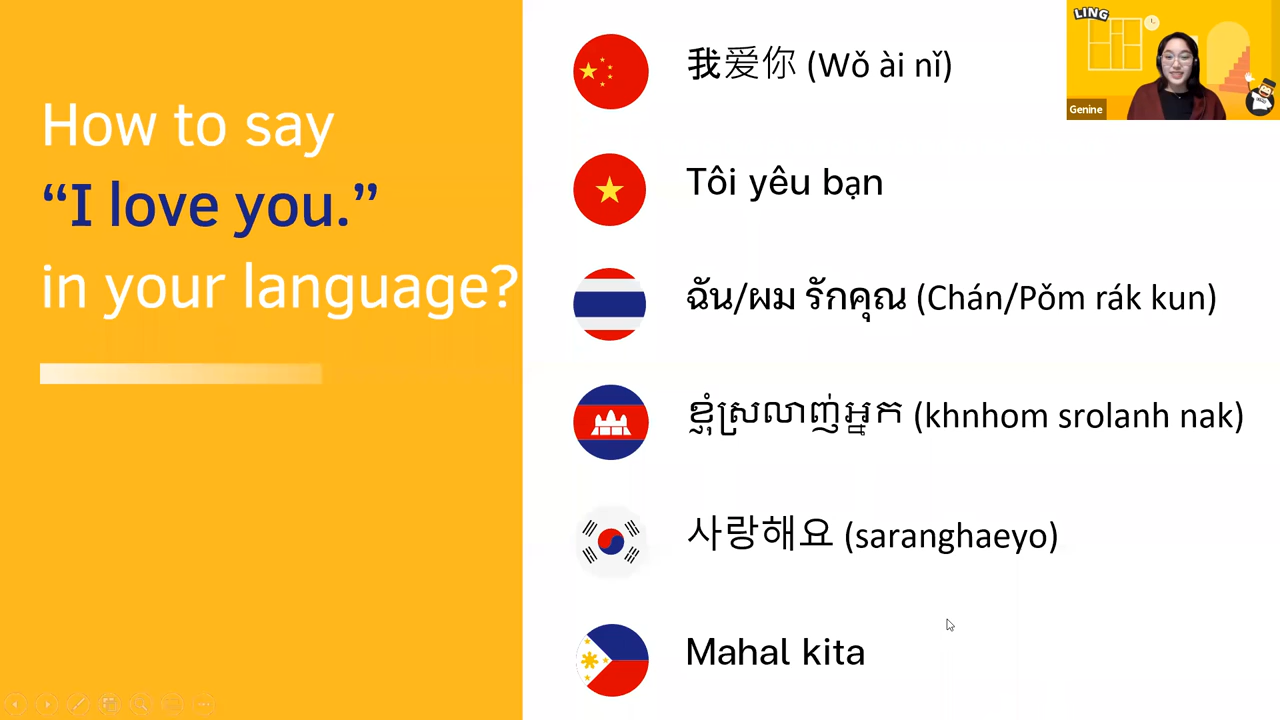 How to say
“I love you.”
in your language?
我爱你 (Wǒ ài nǐ)
Tôi yêu bạn
ฉัน/ผม รักคุณ (Chán/Pǒm rák kun)
ខ្ញុំស្រលាញ់អ្នក (khnhom srolanh nak)
사랑해요 (saranghaeyo)
Mahal kita
LING
Genine